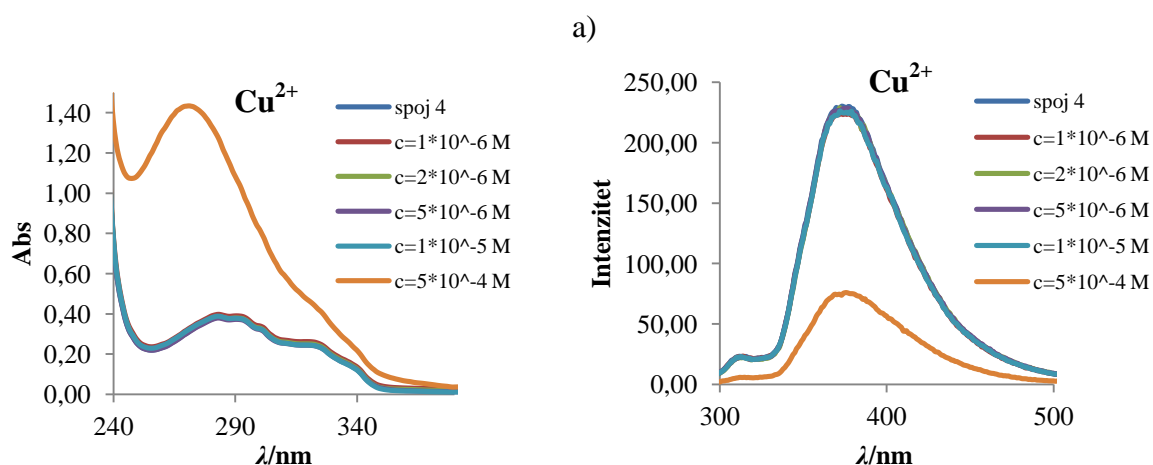 a)
Cu²⁺
1,40
1,20
1,00
0,80
0,60
0,40
0,20
0,00
Abs
240
290
340
λ/nm
spoj 4
c=1*10^-6 M
c=2*10^-6 M
c=5*10^-6 M
c=1*10^-5 M
c=5*10^-4 M
Cu²⁺
250,00
200,00
150,00
100,00
50,00
0,00
Intenzitet
300
400
500
λ/nm
spoj 4
c=1*10^-6 M
c=2*10^-6 M
c=5*10^-6 M
c=1*10^-5 M
c=5*10^-4 M